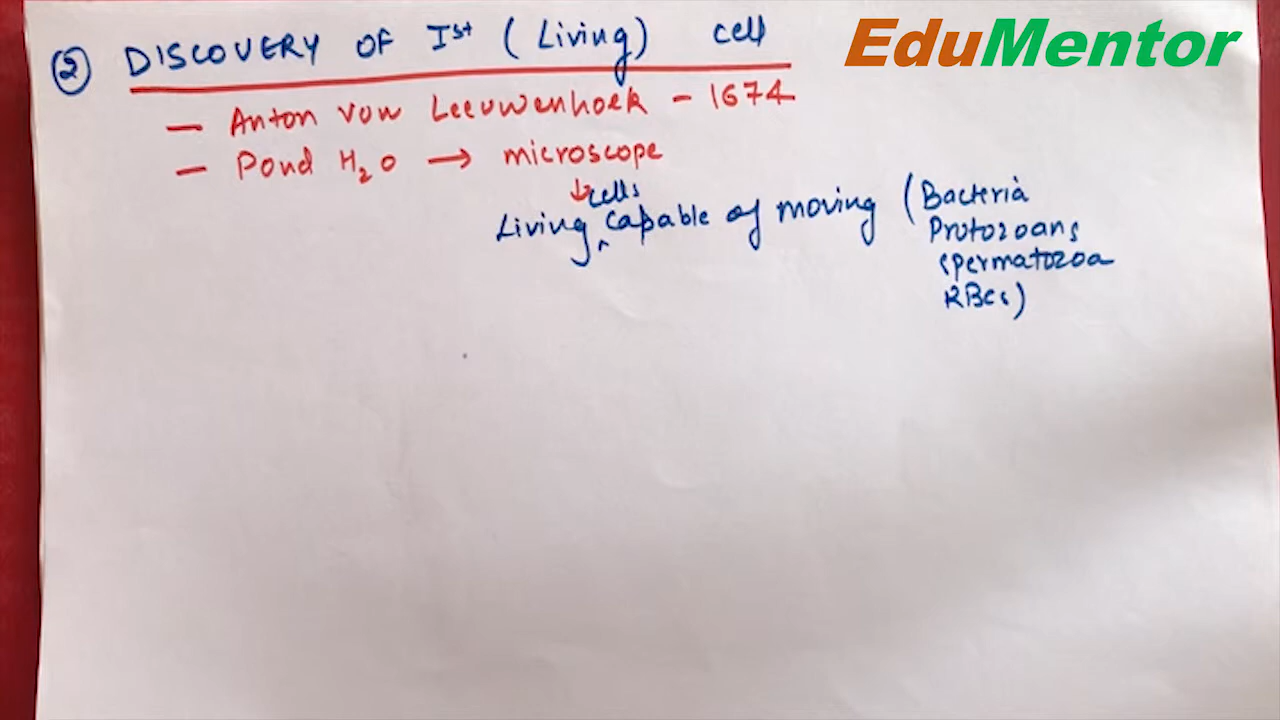 EduMentor
② DISCOVERY OF Ist (Living) cell
– Anton von Leeuwenhoek – 1674
– Pond H₂O → microscope
↓ cells
Living ^ capable of moving (Bacteria
Protozoans
spermatozoa
RBCs)